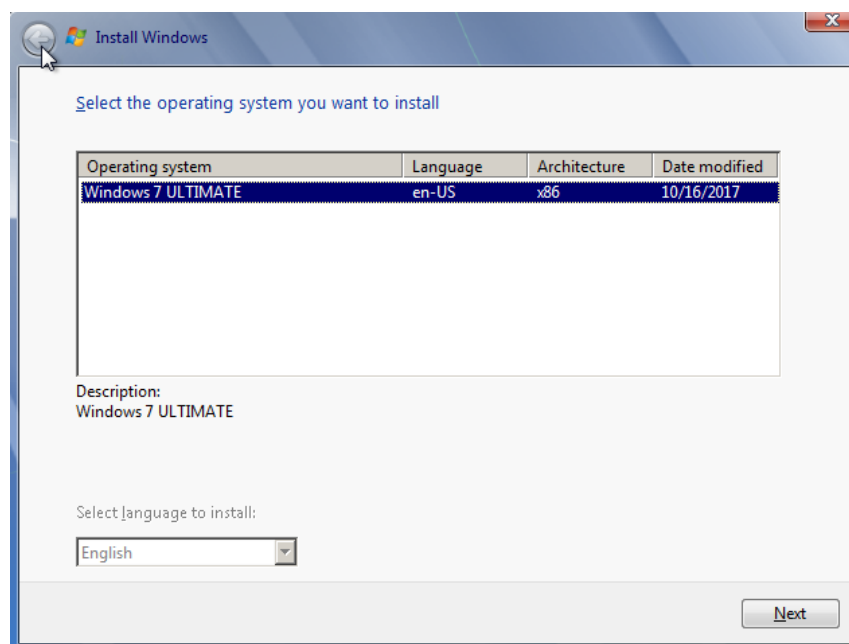 Install Windows
Select the operating system you want to install
Operating system Language Architecture Date modified
Windows 7 ULTIMATE en-US x86 10/16/2017
Description:
Windows 7 ULTIMATE
Select language to install:
English
Next